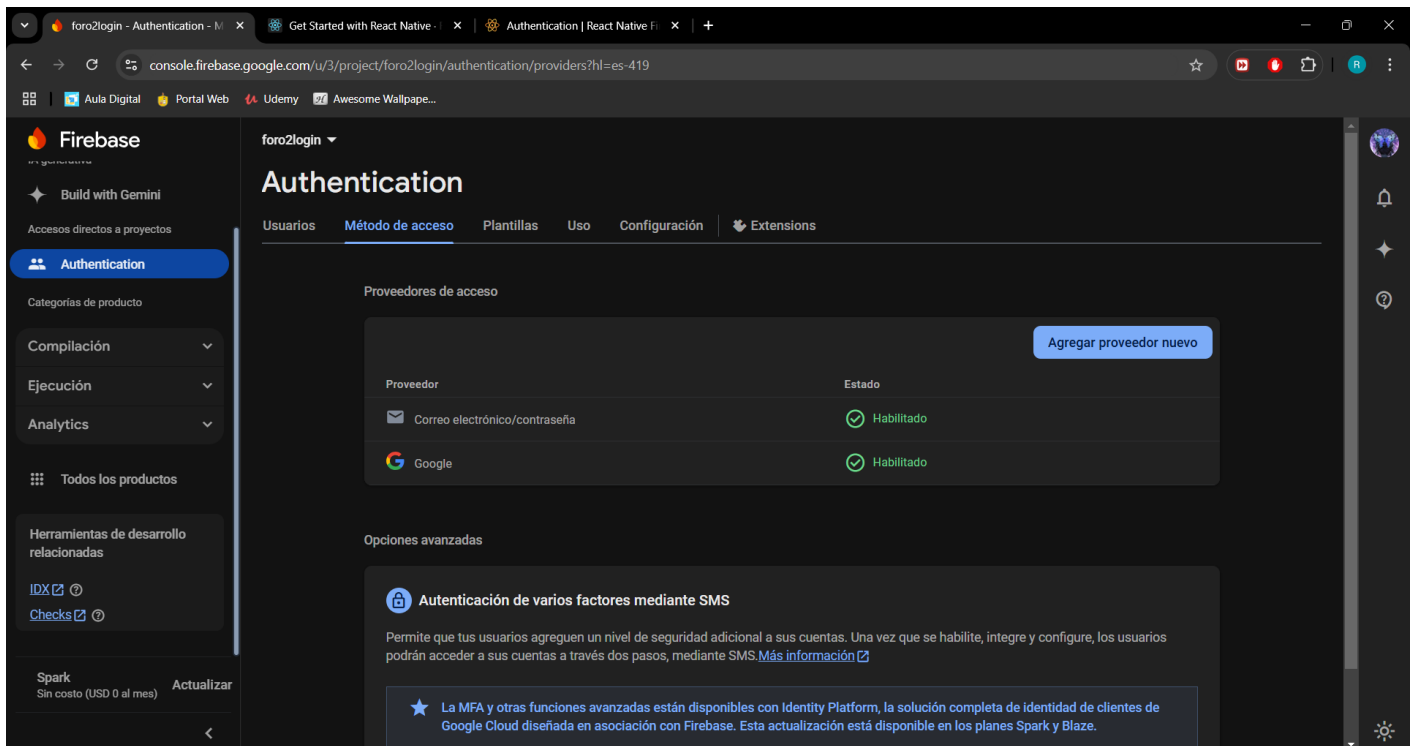 foro2login - Authentication - M
Get Started with React Native ·
Authentication | React Native Fi
console.firebase.google.com/u/3/project/foro2login/authentication/providers?hl=es-419
R
Aula Digital
Portal Web
Udemy
Awesome Wallpape...
Firebase
IA generativa
Build with Gemini
Accesos directos a proyectos
Authentication
Categorías de producto
Compilación
Ejecución
Analytics
Todos los productos
Herramientas de desarrollo
relacionadas
IDX
Checks
Spark
Sin costo (USD 0 al mes)
Actualizar
foro2login
Authentication
Usuarios
Método de acceso
Plantillas
Uso
Configuración
Extensions
Proveedores de acceso
Agregar proveedor nuevo
Proveedor
Estado
Correo electrónico/contraseña
Habilitado
Google
Habilitado
Opciones avanzadas
Autenticación de varios factores mediante SMS
Permite que tus usuarios agreguen un nivel de seguridad adicional a sus cuentas. Una vez que se habilite, integre y configure, los usuarios
podrán acceder a sus cuentas a través dos pasos, mediante SMS.Más información
La MFA y otras funciones avanzadas están disponibles con Identity Platform, la solución completa de identidad de clientes de
Google Cloud diseñada en asociación con Firebase. Esta actualización está disponible en los planes Spark y Blaze.